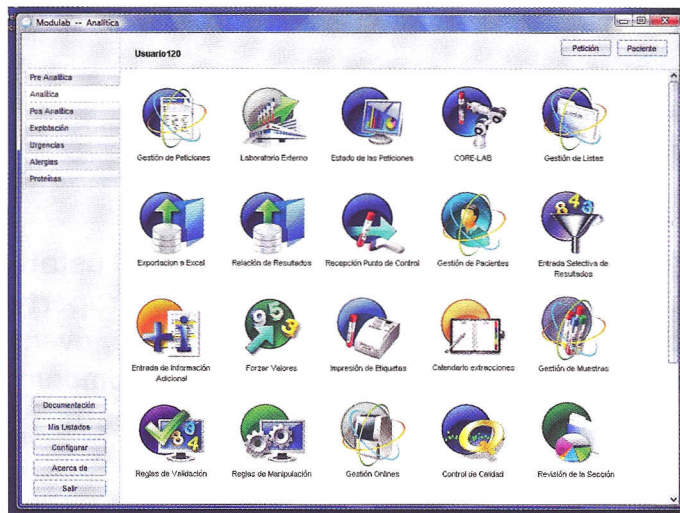 Modulab -- Analítica
Usuario120
Petición
Paciente
Pre Analítica
Analítica
Pos Analítica
Explotación
Urgencias
Alergias
Proteínas
Gestión de Peticiones
Laboratorio Externo
Estado de las Peticiones
CORE-LAB
Gestión de Listas
Exportacion a Excel
Relación de Resultados
Recepción Punto de Control
Gestión de Pacientes
Entrada Selectiva de
Resultados
Entrada de Información
Adicional
Forzar Valores
Impresión de Etiquetas
Calendario extracciones
Gestión de Muestras
Reglas de Validación
Reglas de Manipulación
Gestión Onlines
Control de Calidad
Revisión de la Sección
Documentación
Mis Listados
Configurar
Acerca de
Salir